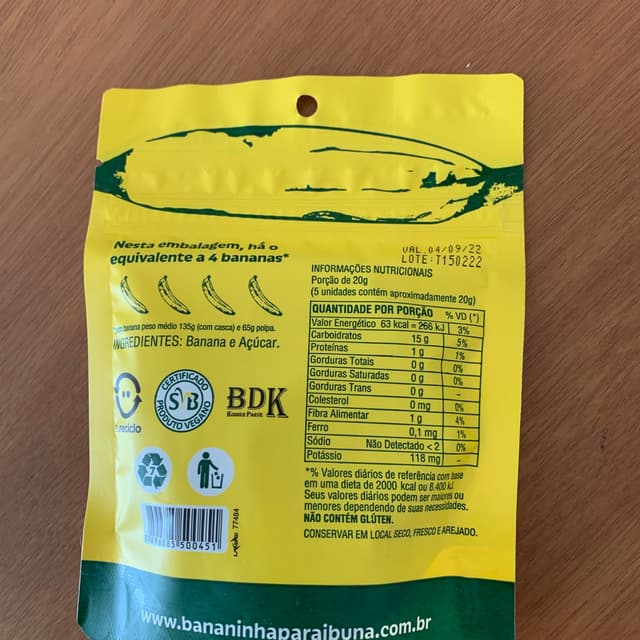 Nesta embalagem, há o
equivalente a 4 bananas*
banana peso médio 135g (com casca) e 65g polpa.
INGREDIENTES: Banana e Açúcar.
CERTIFICADO
SVB
PRODUTO VEGANO
BDK
KOSHER PARVE
7
500451
77484
VAL.04/09/22
LOTE:T150222
INFORMAÇÕES NUTRICIONAIS
Porção de 20g
(5 unidades contém aproximadamente 20g)
QUANTIDADE POR PORÇÃO % VD (*)
Valor Energético 63 kcal = 266 kJ 3%
Carboidratos 15 g 5%
Proteínas 1 g 1%
Gorduras Totais 0 g 0%
Gorduras Saturadas 0 g 0%
Gorduras Trans 0 g -
Colesterol 0 mg 0%
Fibra Alimentar 1 g 4%
Ferro 0,1 mg 1%
Sódio Não Detectado < 2 0%
Potássio 118 mg -
*% Valores diários de referência com base
em uma dieta de 2000 kcal ou 8.400 kJ.
Seus valores diários podem ser maiores ou
menores dependendo de suas necessidades.
NÃO CONTÉM GLÚTEN.
CONSERVAR EM LOCAL SECO, FRESCO E AREJADO.
www.bananinhaparaibuna.com.br